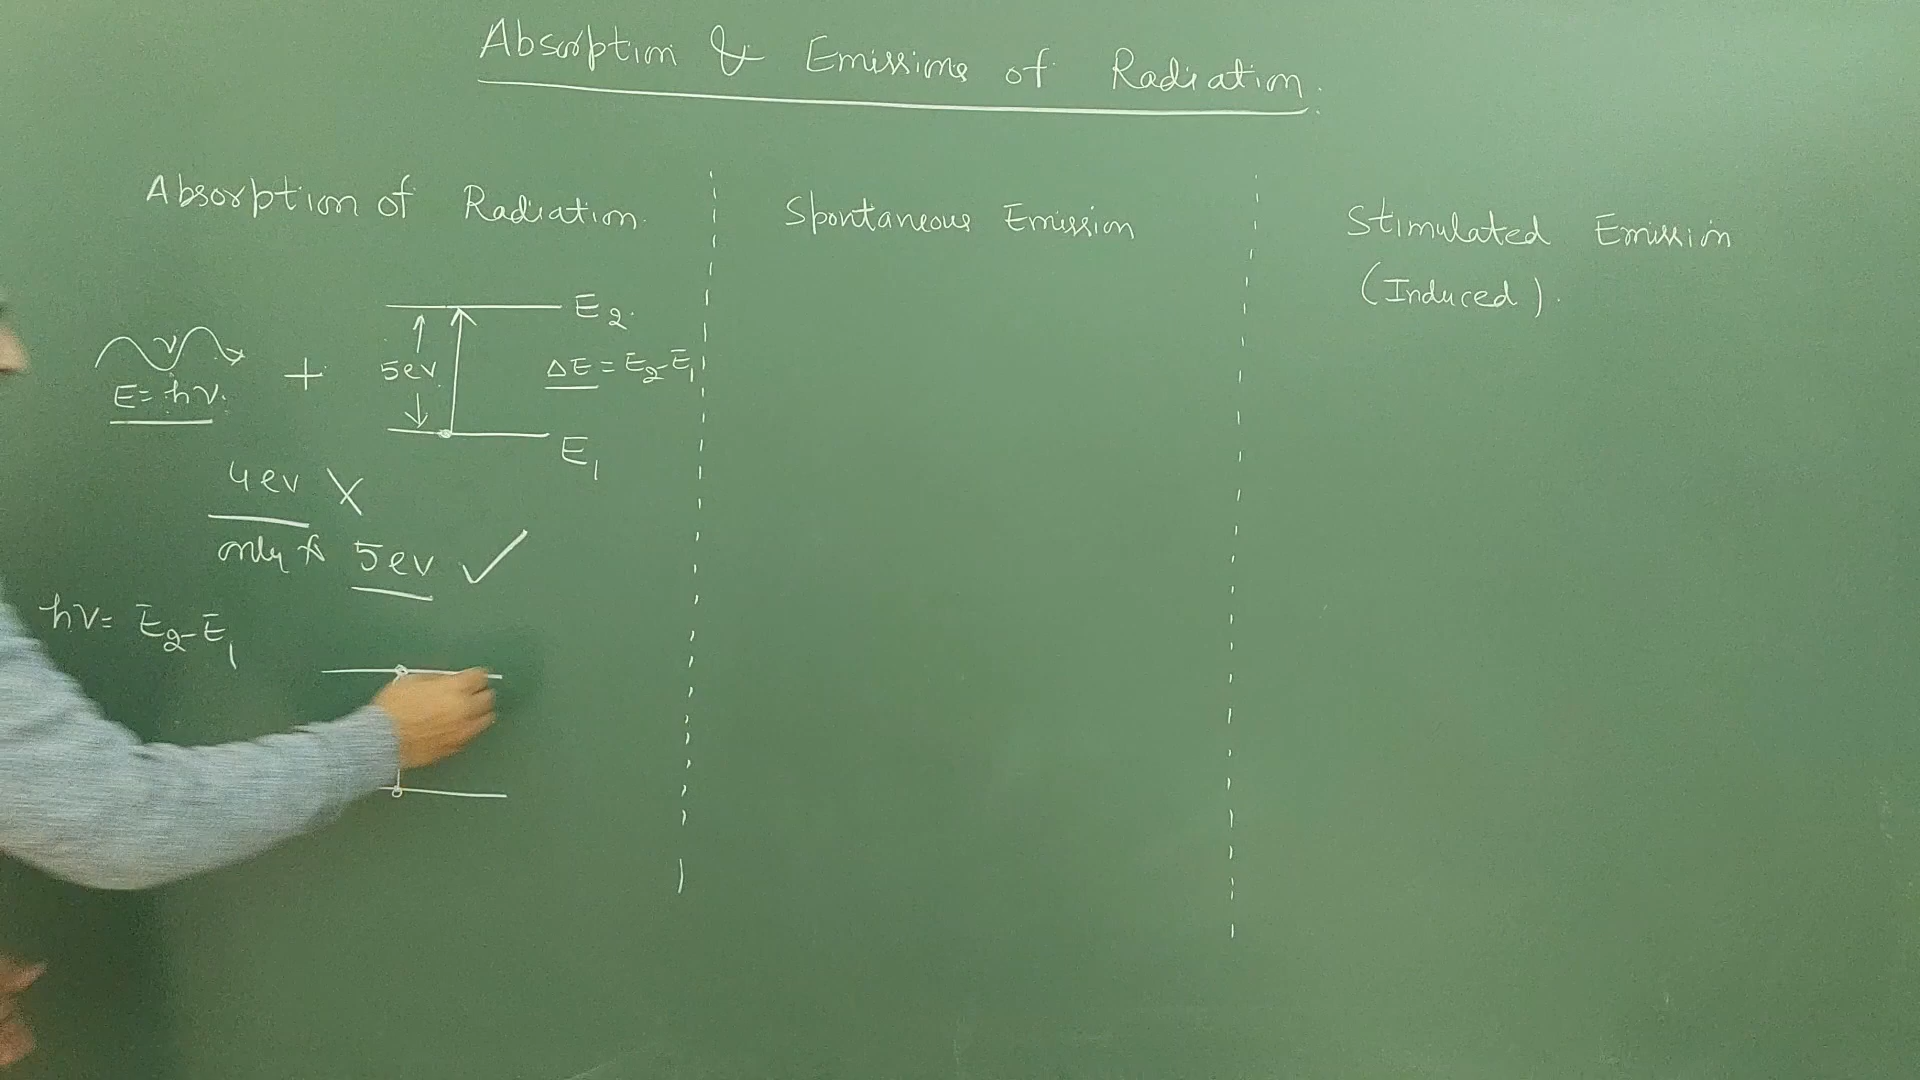 Absorption & Emissions of Radiation.
Absorption of Radiation.
E2.
ν
5ev
ΔE = E2-E1
+
E = hν.
E1
4ev X
only 5ev ✓
hν = E2-E1
Spontaneous Emission
Stimulated Emission
(Induced).